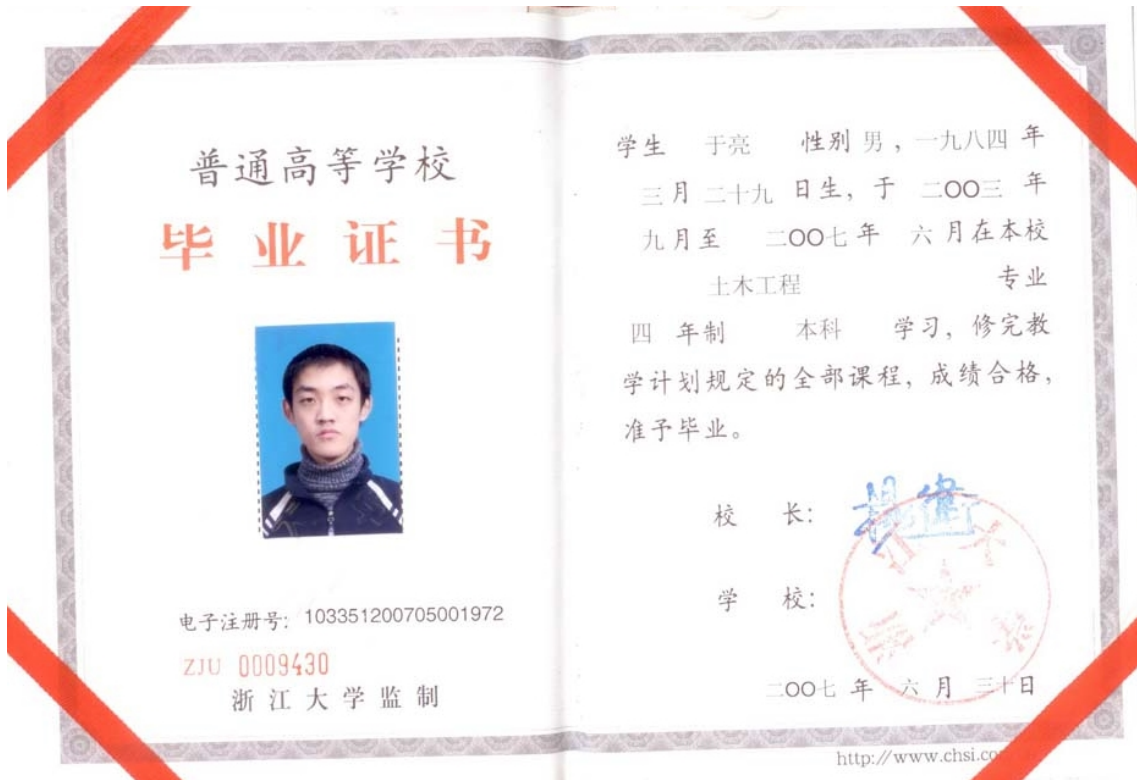 普通高等学校
毕业证书
电子注册号：103351200705001972
ZJU 0009430
浙江大学监制
学生 于亮 性别 男，一九八四 年
三月 二十九 日生，于 二OO三 年
九月至 二OO七年 六月在本校
土木工程 专业
四 年制 本科 学习，修完教
学计划规定的全部课程，成绩合格，
准予毕业。
校 长：杨卫
学 校：
浙江大学
二OO七 年 六 月 三十日
http://www.chsi.co